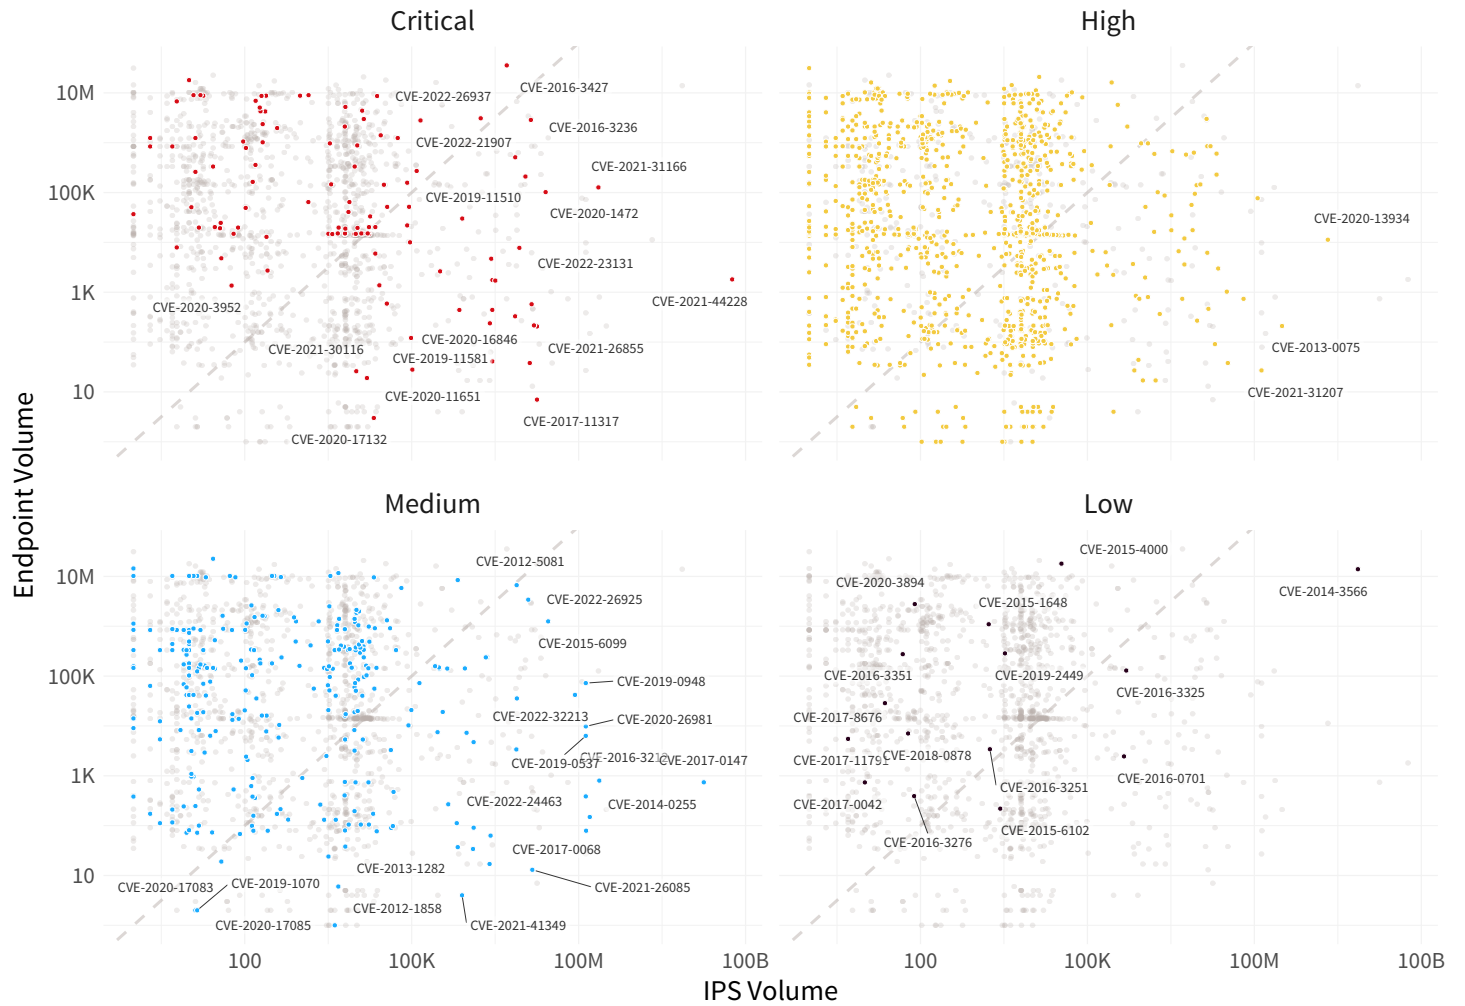 Critical
High
CVE-2016-3427
CVE-2022-26937
10M
CVE-2016-3236
CVE-2022-21907
CVE-2021-31166
100K
CVE-2019-11510
CVE-2020-1472
CVE-2020-13934
CVE-2022-23131
1K
CVE-2021-44228
CVE-2020-3952
CVE-2020-16846
CVE-2021-30116
CVE-2021-26855
CVE-2013-0075
CVE-2019-11581
10
CVE-2020-11651
CVE-2021-31207
CVE-2017-11317
CVE-2020-17132
Endpoint Volume
Medium
Low
CVE-2015-4000
CVE-2012-5081
10M
CVE-2020-3894
CVE-2014-3566
CVE-2022-26925
CVE-2015-1648
CVE-2015-6099
100K
CVE-2019-0948
CVE-2016-3351
CVE-2019-2449
CVE-2016-3325
CVE-2022-32213
CVE-2020-26981
CVE-2017-8676
CVE-2019-0537
CVE-2017-0147
CVE-2017-11791
CVE-2018-0878
1K
CVE-2016-0701
CVE-2016-3251
CVE-2022-24463
CVE-2014-0255
CVE-2017-0042
CVE-2015-6102
CVE-2016-3276
CVE-2017-0068
CVE-2013-1282
10
CVE-2020-17083
CVE-2019-1070
CVE-2021-26085
CVE-2012-1858
CVE-2020-17085
CVE-2021-41349
100
100K
100M
100B
100
100K
100M
100B
IPS Volume